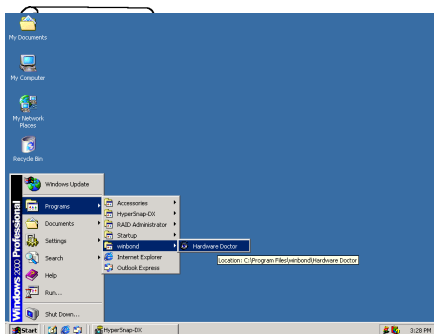 My Documents
My Computer
My Network
Places
Recycle Bin
Windows Update
Programs
Documents
Settings
Search
Help
Run...
Shut Down...
Windows 2000 Professional
Accessories
HyperSnap-DX
RAID Administrator
Startup
winbond
Internet Explorer
Outlook Express
Hardware Doctor
Location: C:\Program Files\winbond\Hardware Doctor
Start
HyperSnap-DX
3:28 PM